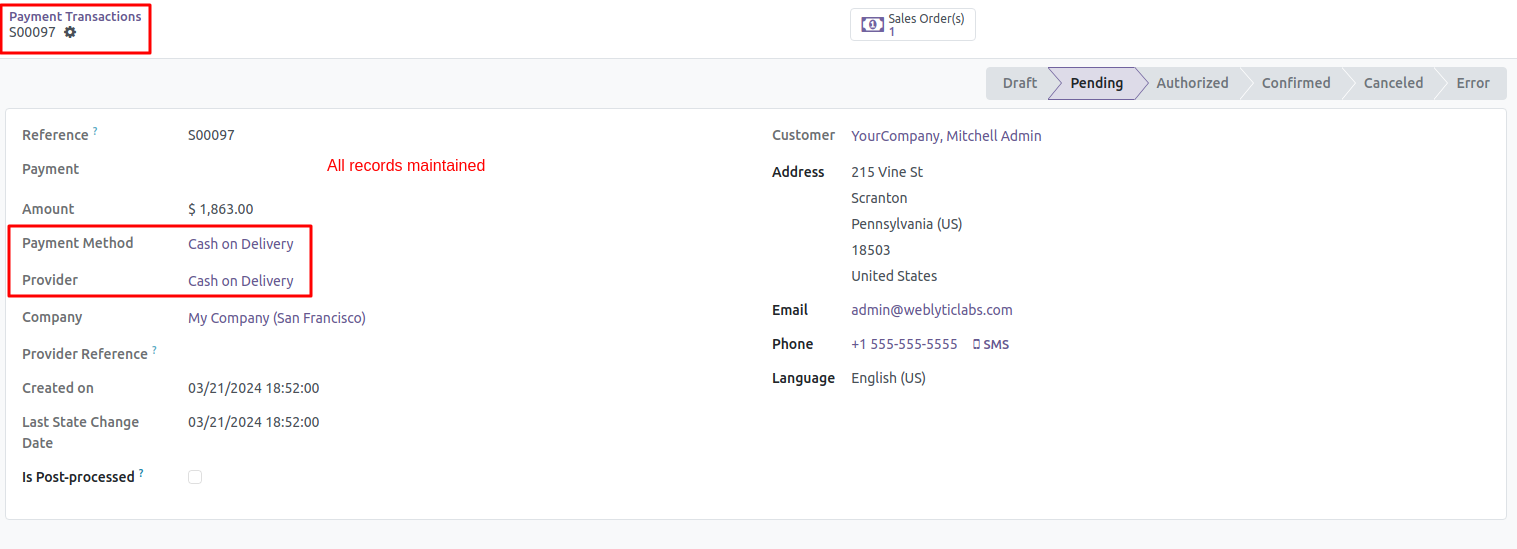 Payment Transactions
S00097
Sales Order(s)
1
Draft
Pending
Authorized
Confirmed
Canceled
Error
Reference ?
S00097
Payment
All records maintained
Amount
$ 1,863.00
Payment Method
Cash on Delivery
Provider
Cash on Delivery
Company
My Company (San Francisco)
Provider Reference ?
Created on
03/21/2024 18:52:00
Last State Change
Date
03/21/2024 18:52:00
Is Post-processed ?
Customer
YourCompany, Mitchell Admin
Address
215 Vine St
Scranton
Pennsylvania (US)
18503
United States
Email
admin@weblyticlabs.com
Phone
+1 555-555-5555
SMS
Language
English (US)